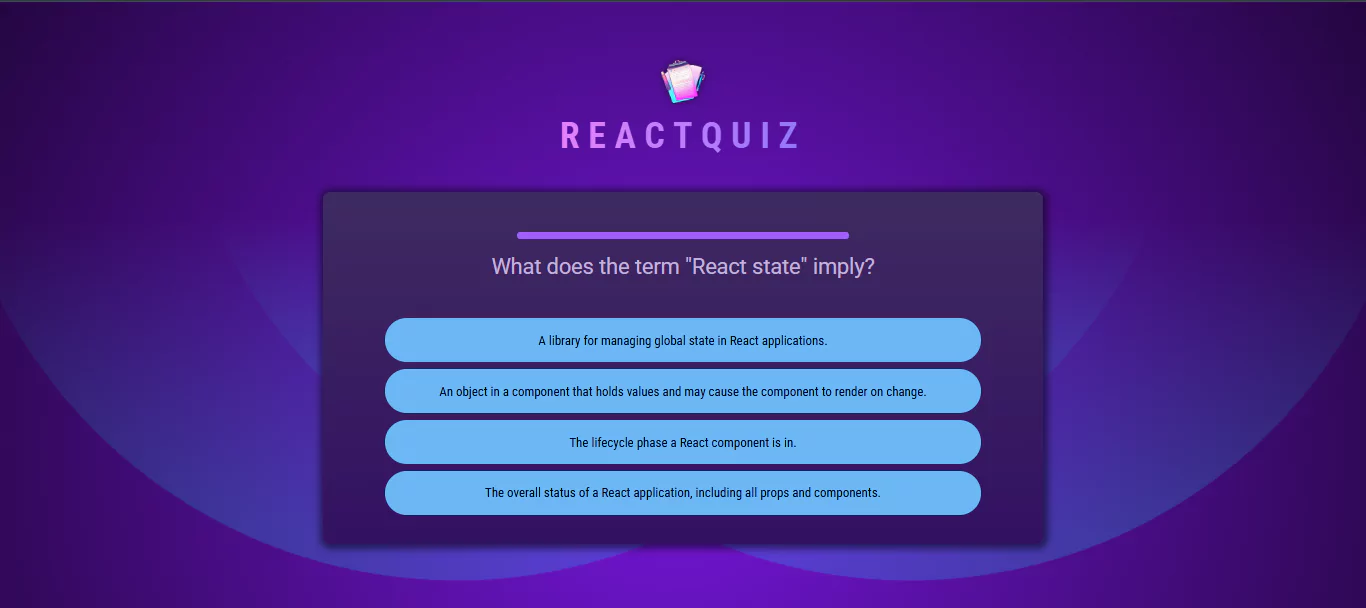 REACTQUIZ
What does the term "React state" imply?
A library for managing global state in React applications.
An object in a component that holds values and may cause the component to render on change.
The lifecycle phase a React component is in.
The overall status of a React application, including all props and components.